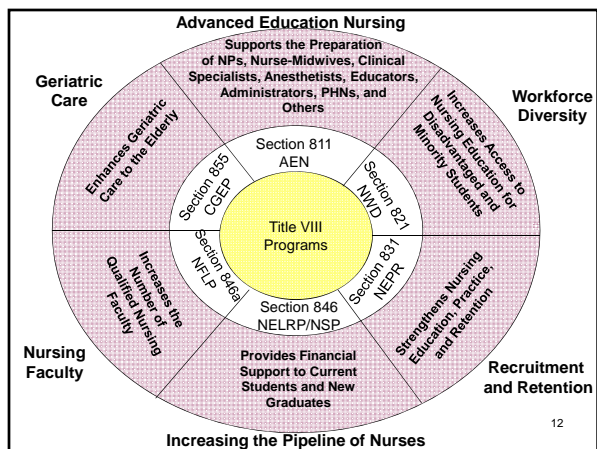 Advanced Education Nursing
Supports the Preparation
of NPs, Nurse-Midwives, Clinical
Specialists, Anesthetists, Educators,
Administrators, PHNs, and
Others
Section 811
AEN
Workforce
Diversity
Increases Access to
Nursing Education for
Disadvantaged and
Minority Students
Section 821
NWD
Recruitment
and Retention
Strengthens Nursing
Education, Practice,
and Retention
Section 831
NEPR
Increasing the Pipeline of Nurses
Provides Financial
Support to Current
Students and New
Graduates
Section 846
NELRP/NSP
Nursing
Faculty
Increases the
Number of
Qualified Nursing
Faculty
Section 846a
NFLP
Geriatric
Care
Enhances Geriatric
Care to the Elderly
Section 855
CGEP
Title VIII
Programs
12